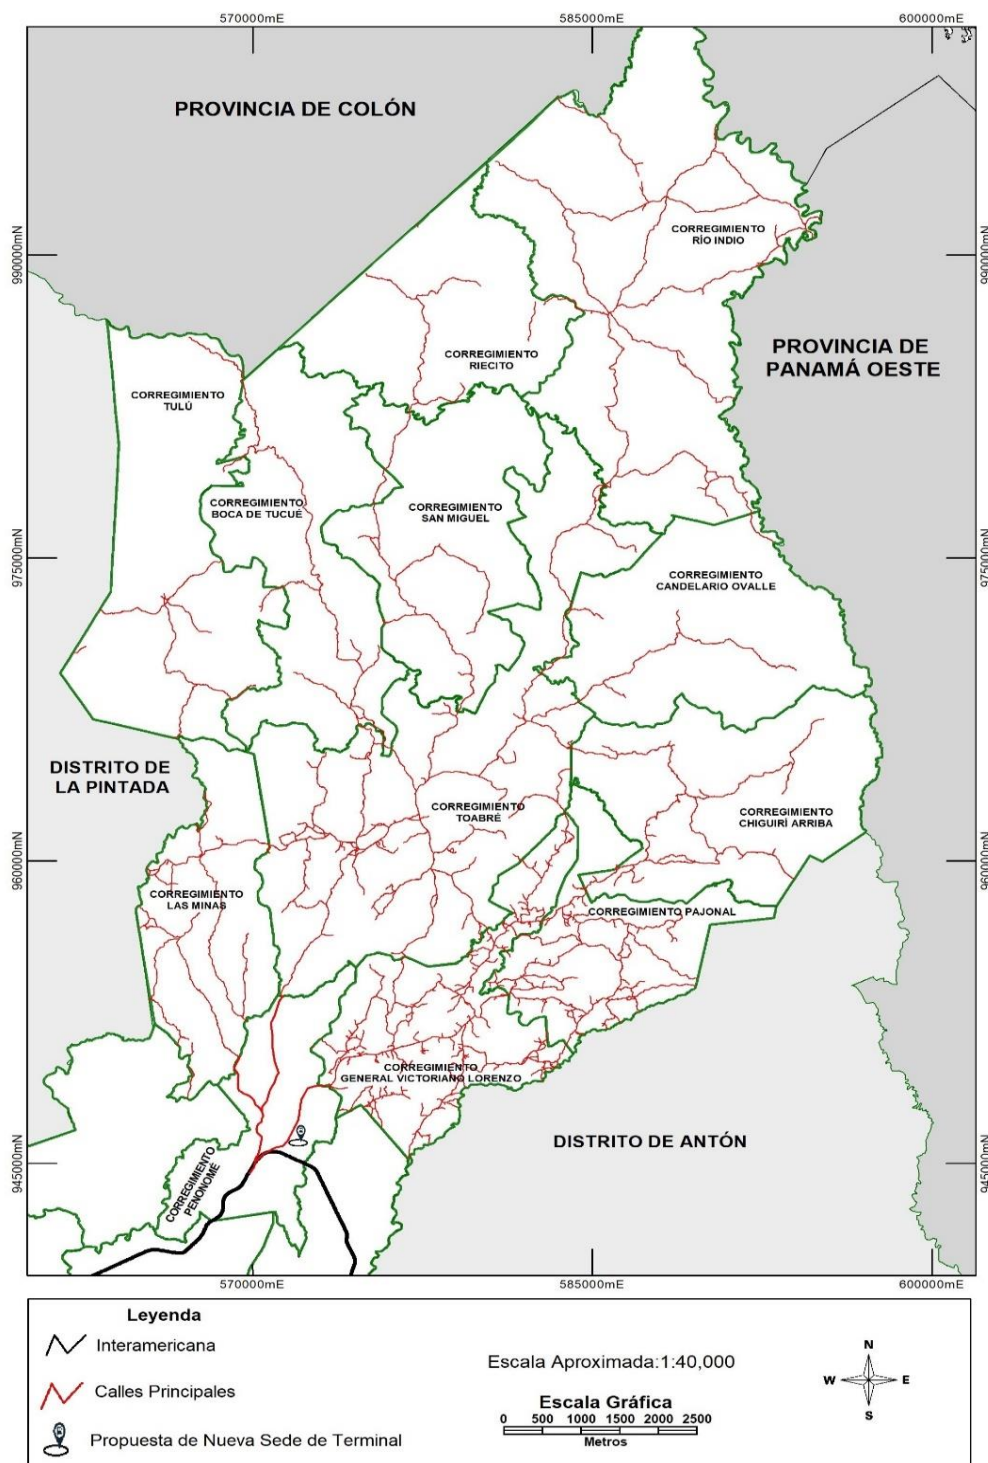 570000mE
585000mE
600000mE
PROVINCIA DE COLÓN
990000mN
990000mN
CORREGIMIENTO
RÍO INDIO
PROVINCIA DE
PANAMÁ OESTE
CORREGIMIENTO
RIECITO
CORREGIMIENTO
TULÚ
CORREGIMIENTO
BOCA DE TUCUÉ
CORREGIMIENTO
SAN MIGUEL
975000mN
975000mN
CORREGIMIENTO
CANDELARIO OVALLE
DISTRITO DE
LA PINTADA
CORREGIMIENTO
TOABRÉ
CORREGIMIENTO
CHIGUIRÍ ARRIBA
960000mN
960000mN
CORREGIMIENTO
LAS MINAS
CORREGIMIENTO PAJONAL
CORREGIMIENTO
GENERAL VICTORIANO LORENZO
DISTRITO DE ANTÓN
945000mN
945000mN
CORREGIMIENTO
PENONOMÉ
570000mE
585000mE
600000mE
Leyenda
Interamericana
Calles Principales
Propuesta de Nueva Sede de Terminal
Escala Aproximada:1:40,000
Escala Gráfica
0 500 1000 1500 2000 2500
Metros
N
W E
S